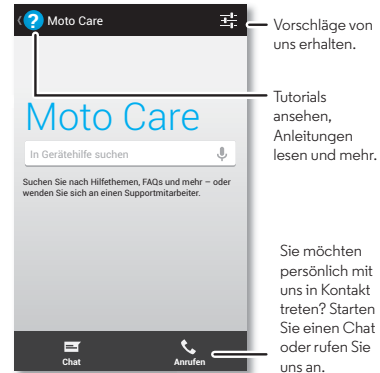 Moto Care
Vorschläge von
uns erhalten.
Tutorials
ansehen,
Anleitungen
lesen und mehr.
Moto Care
In Gerätehilfe suchen
Suchen Sie nach Hilfethemen, FAQs und mehr – oder
wenden Sie sich an einen Supportmitarbeiter.
Sie möchten
persönlich mit
uns in Kontakt
treten? Starten
Sie einen Chat
oder rufen Sie
uns an.
Chat
Anrufen